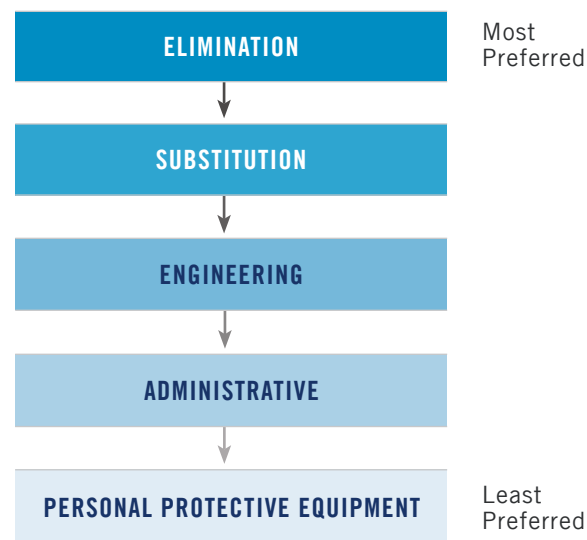 ELIMINATION
Most
Preferred
SUBSTITUTION
ENGINEERING
ADMINISTRATIVE
PERSONAL PROTECTIVE EQUIPMENT
Least
Preferred